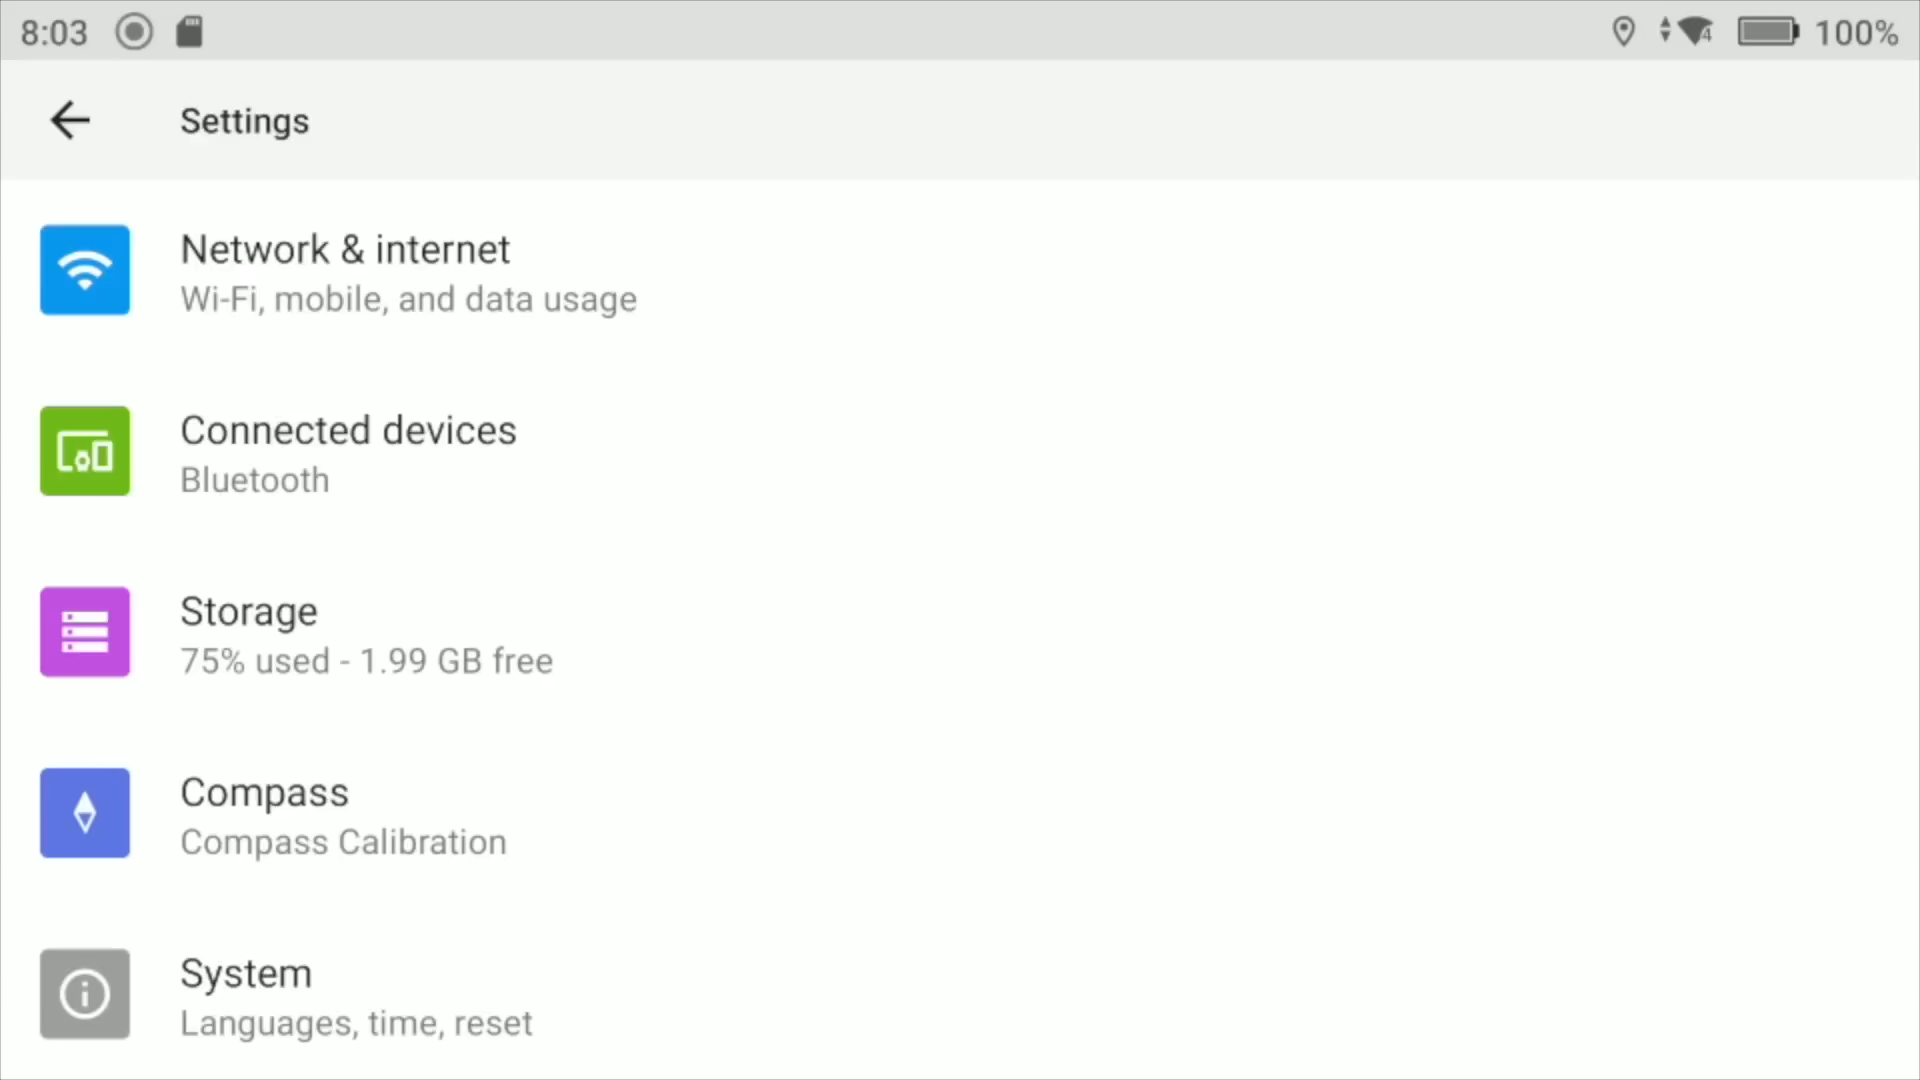 8:03
4
100%
Settings
Network & internet
Wi-Fi, mobile, and data usage
Connected devices
Bluetooth
Storage
75% used - 1.99 GB free
Compass
Compass Calibration
System
Languages, time, reset